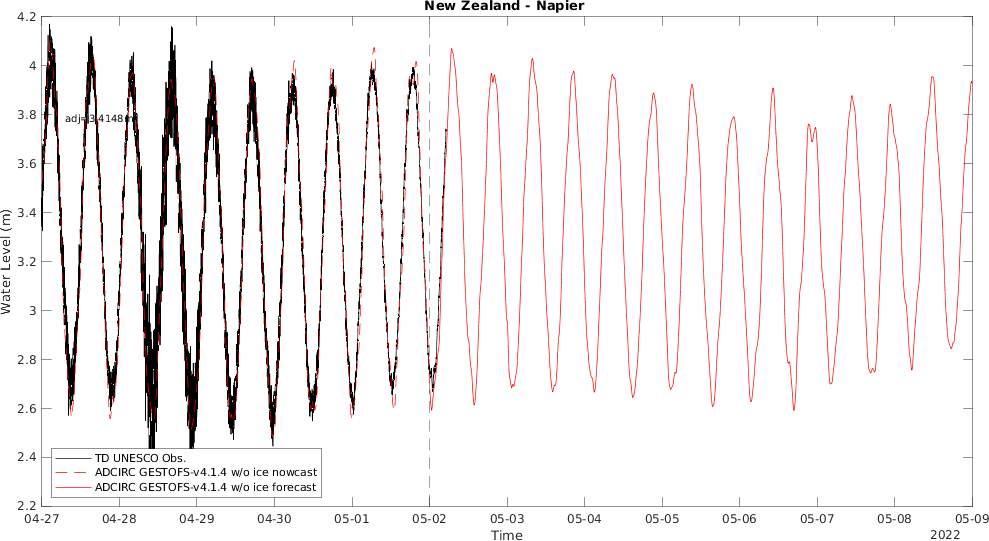 New Zealand - Napier
4.2
4
3.8
3.6
3.4
3.2
3
2.8
2.6
2.4
2.2
Water Level (m)
adj=3.4148 m
TD UNESCO Obs.
ADCIRC GESTOFS-v4.1.4 w/o ice nowcast
ADCIRC GESTOFS-v4.1.4 w/o ice forecast
04-27 04-28 04-29 04-30 05-01 05-02 05-03 05-04 05-05 05-06 05-07 05-08 05-09
Time
2022